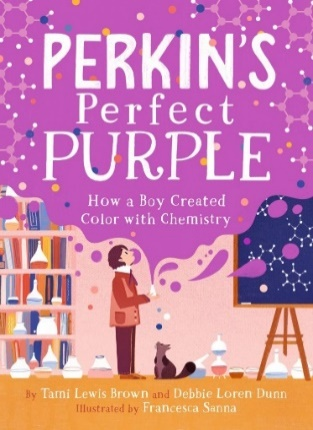 PERKIN'S
Perfect
PURPLE
How a Boy Created
Color with Chemistry
By Tami Lewis Brown and Debbie Loren Dunn
Illustrated by Francesca Sanna